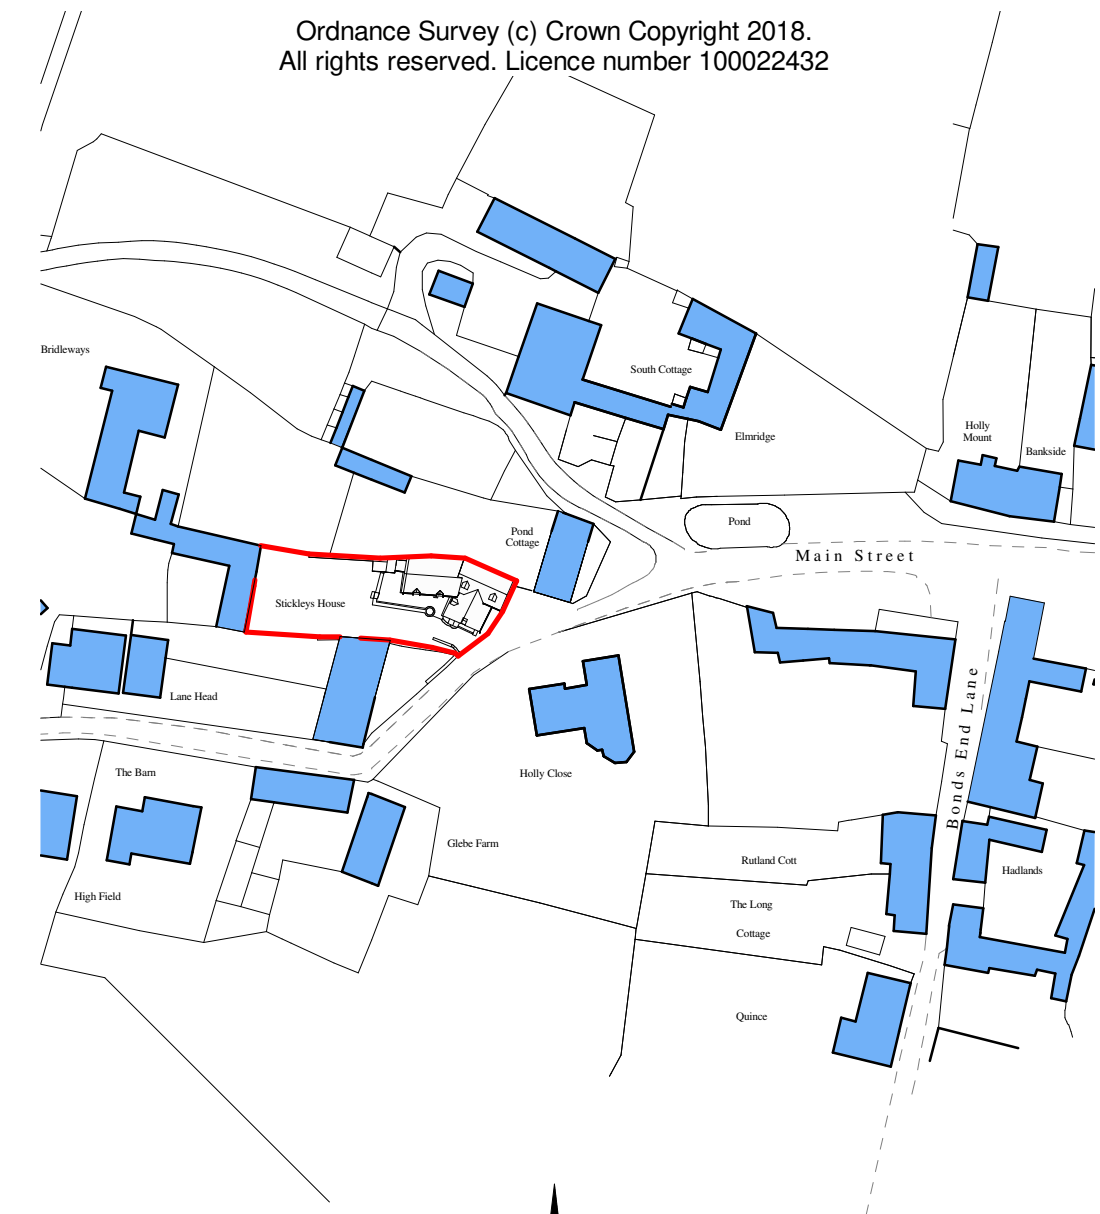 Ordnance Survey (c) Crown Copyright 2018.
All rights reserved. Licence number 100022432
Bridleways
South Cottage
Elmridge
Holly
Mount
Bankside
Pond
Pond
Cottage
Main Street
Stickleys House
Lane Head
Bonds End Lane
The Barn
Holly Close
Glebe Farm
Rutland Cott
Hadlands
High Field
The Long
Cottage
Quince